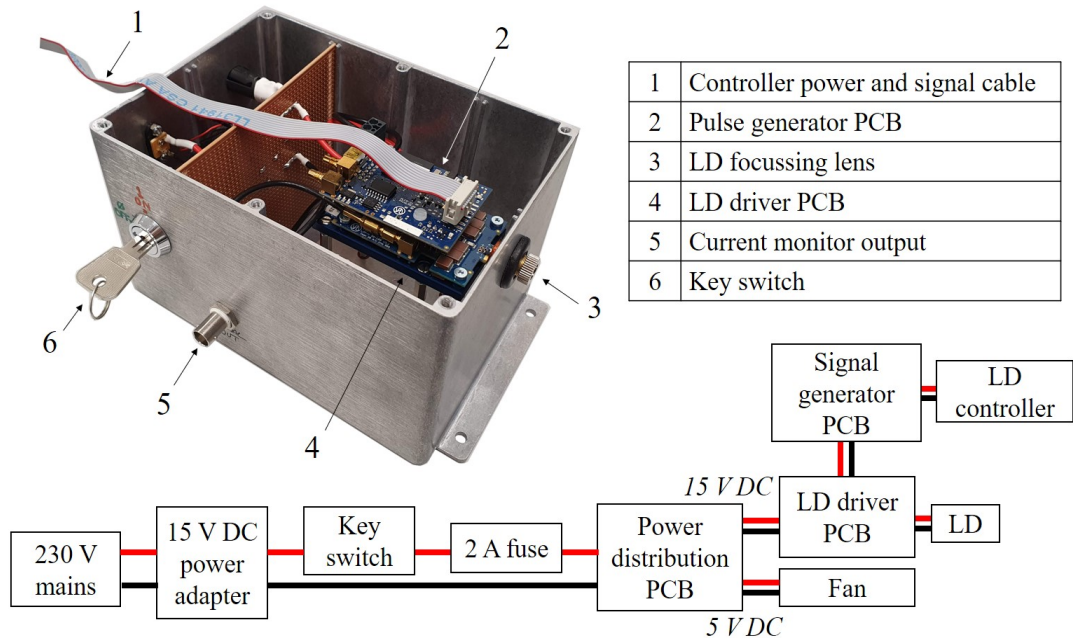 1
2
3
4
5
6
LL31941 CSA A
1 Controller power and signal cable
2 Pulse generator PCB
3 LD focussing lens
4 LD driver PCB
5 Current monitor output
6 Key switch
Signal
generator
PCB
LD
controller
15 V DC
LD driver
PCB
LD
230 V
mains
15 V DC
power
adapter
Key
switch
2 A fuse
Power
distribution
PCB
Fan
5 V DC